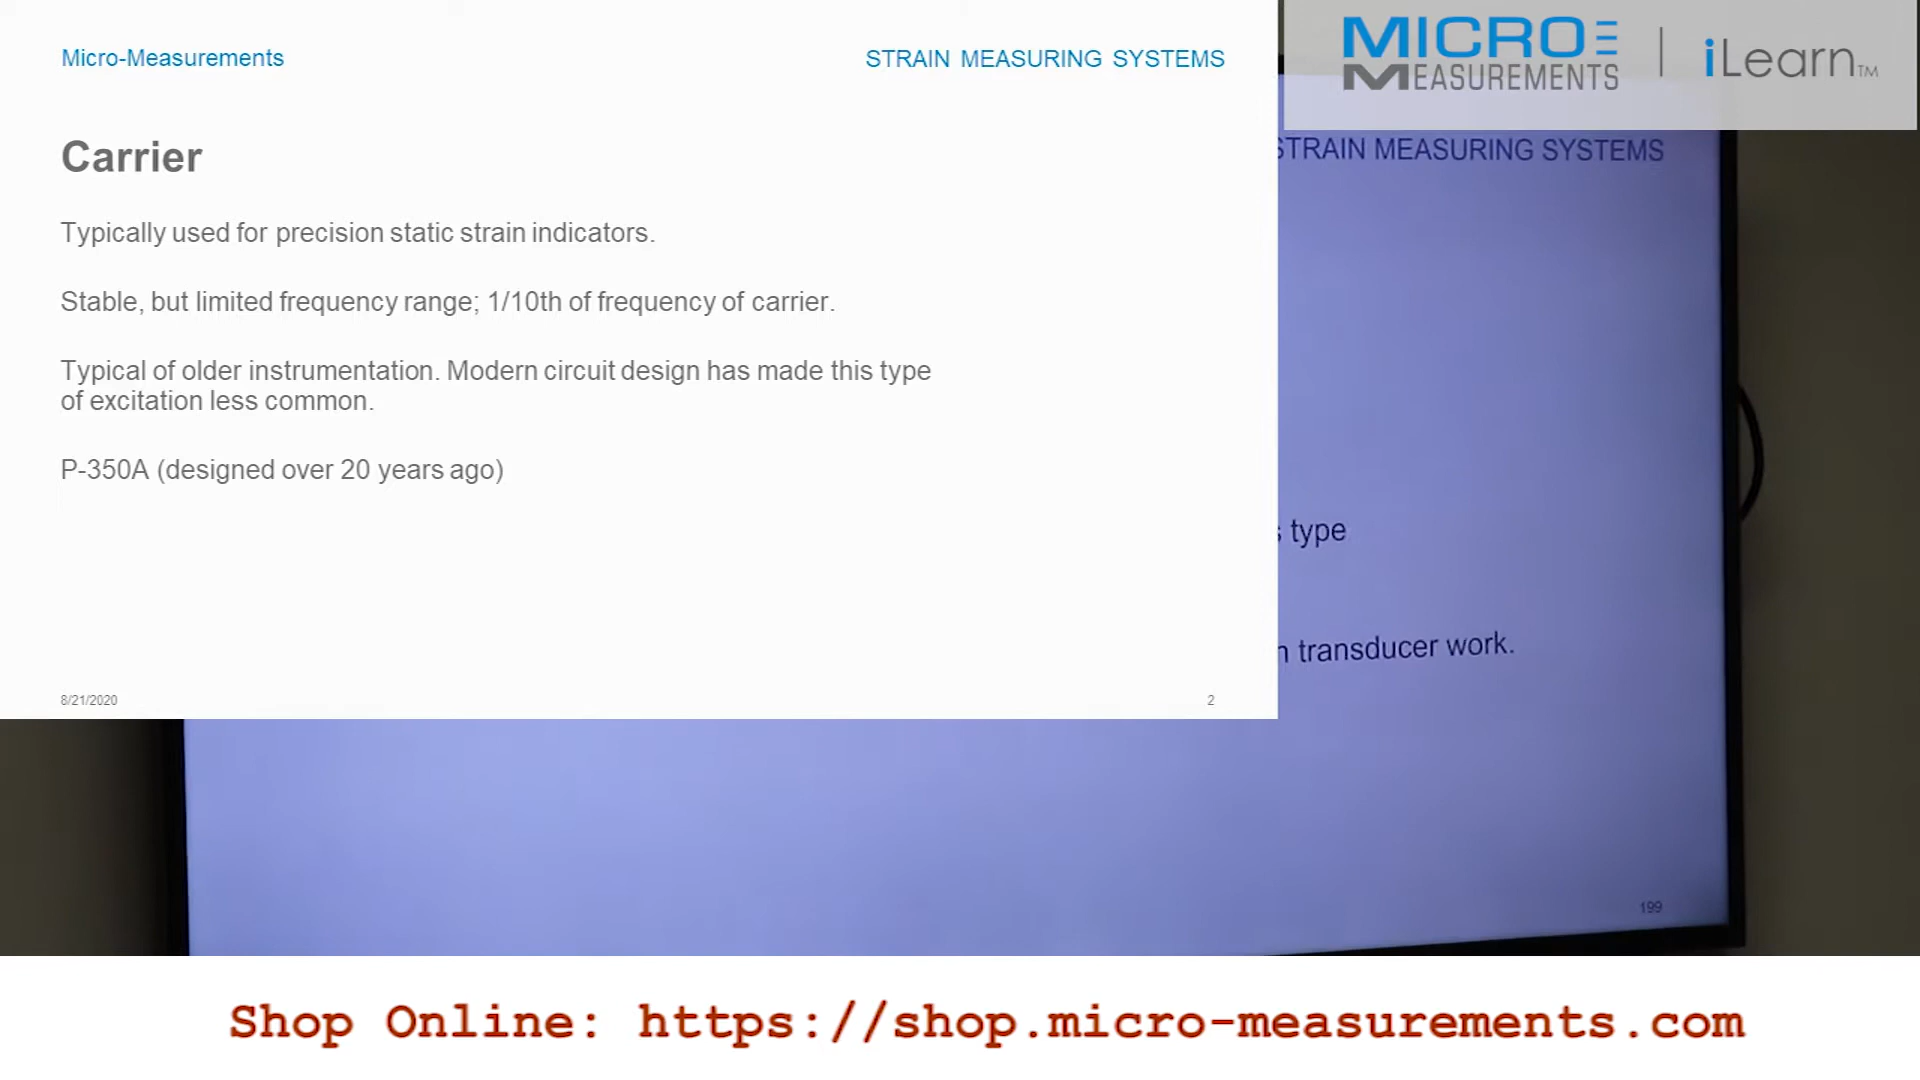 Micro-Measurements
STRAIN MEASURING SYSTEMS
MICRO
MEASUREMENTS
iLearn™
Carrier
Typically used for precision static strain indicators.
Stable, but limited frequency range; 1/10th of frequency of carrier.
Typical of older instrumentation. Modern circuit design has made this type
of excitation less common.
P-350A (designed over 20 years ago)
8/21/2020
2
STRAIN MEASURING SYSTEMS
type
transducer work.
199
Shop Online: https://shop.micro-measurements.com